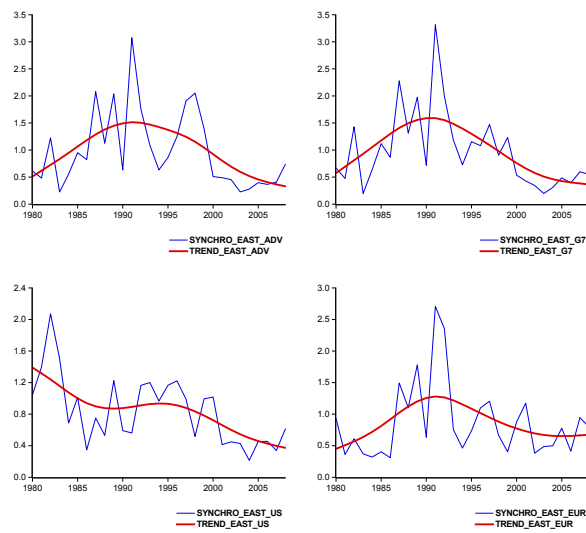 3.5
3.0
2.5
2.0
1.5
1.0
0.5
0.0
1980 1985 1990 1995 2000 2005
SYNCHRO_EAST_ADV
TREND_EAST_ADV
3.5
3.0
2.5
2.0
1.5
1.0
0.5
0.0
1980 1985 1990 1995 2000 2005
SYNCHRO_EAST_G7
TREND_EAST_G7
2.4
2.0
1.6
1.2
0.8
0.4
0.0
1980 1985 1990 1995 2000 2005
SYNCHRO_EAST_US
TREND_EAST_US
3.0
2.5
2.0
1.5
1.0
0.5
0.0
1980 1985 1990 1995 2000 2005
SYNCHRO_EAST_EUR
TREND_EAST_EUR